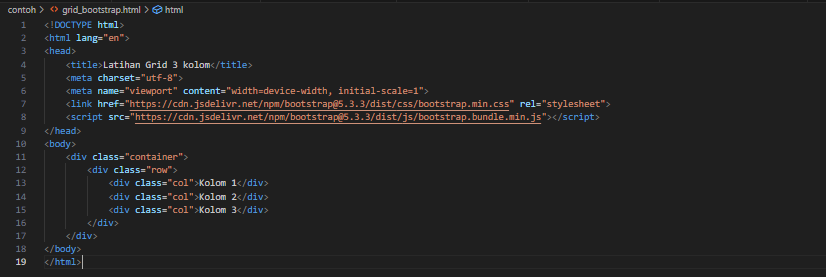 contoh > <> grid_bootstrap.html > html
1 <!DOCTYPE html>
2 <html lang="en">
3 <head>
4     <title>Latihan Grid 3 kolom</title>
5     <meta charset="utf-8">
6     <meta name="viewport" content="width=device-width, initial-scale=1">
7     <link href="https://cdn.jsdelivr.net/npm/bootstrap@5.3.3/dist/css/bootstrap.min.css" rel="stylesheet">
8     <script src="https://cdn.jsdelivr.net/npm/bootstrap@5.3.3/dist/js/bootstrap.bundle.min.js"></script>
9 </head>
10 <body>
11     <div class="container">
12         <div class="row">
13             <div class="col">Kolom 1</div>
14             <div class="col">Kolom 2</div>
15             <div class="col">Kolom 3</div>
16         </div>
17     </div>
18 </body>
19 </html>